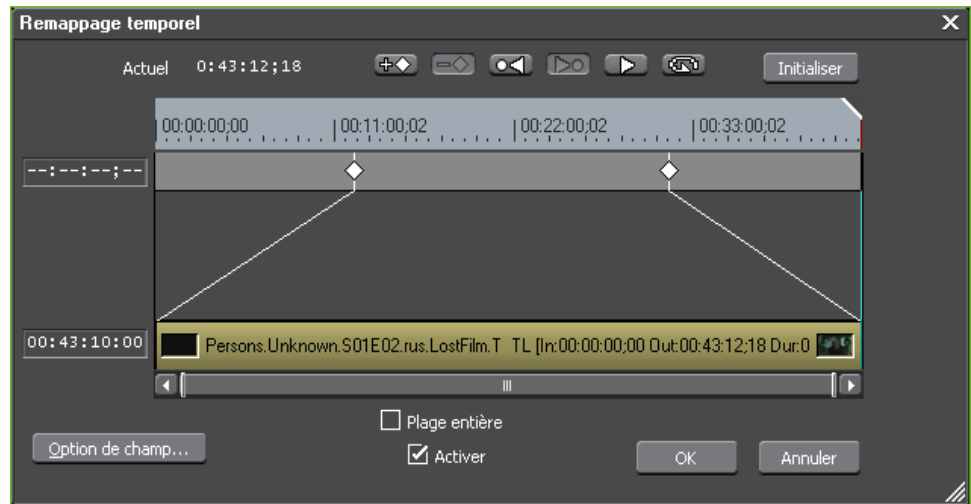 Remappage temporel
Actuel 0:43:12;18 Initialiser
00:00:00;00 00:11:00;02 00:22:00;02 00:33:00;02
--:--:--;--
00:43:10:00 Persons.Unknown.S01E02.rus.LostFilm.T TL [In:00:00:00;00 Out:00:43:12;18 Dur:0
Plage entière
Option de champ... Activer OK Annuler